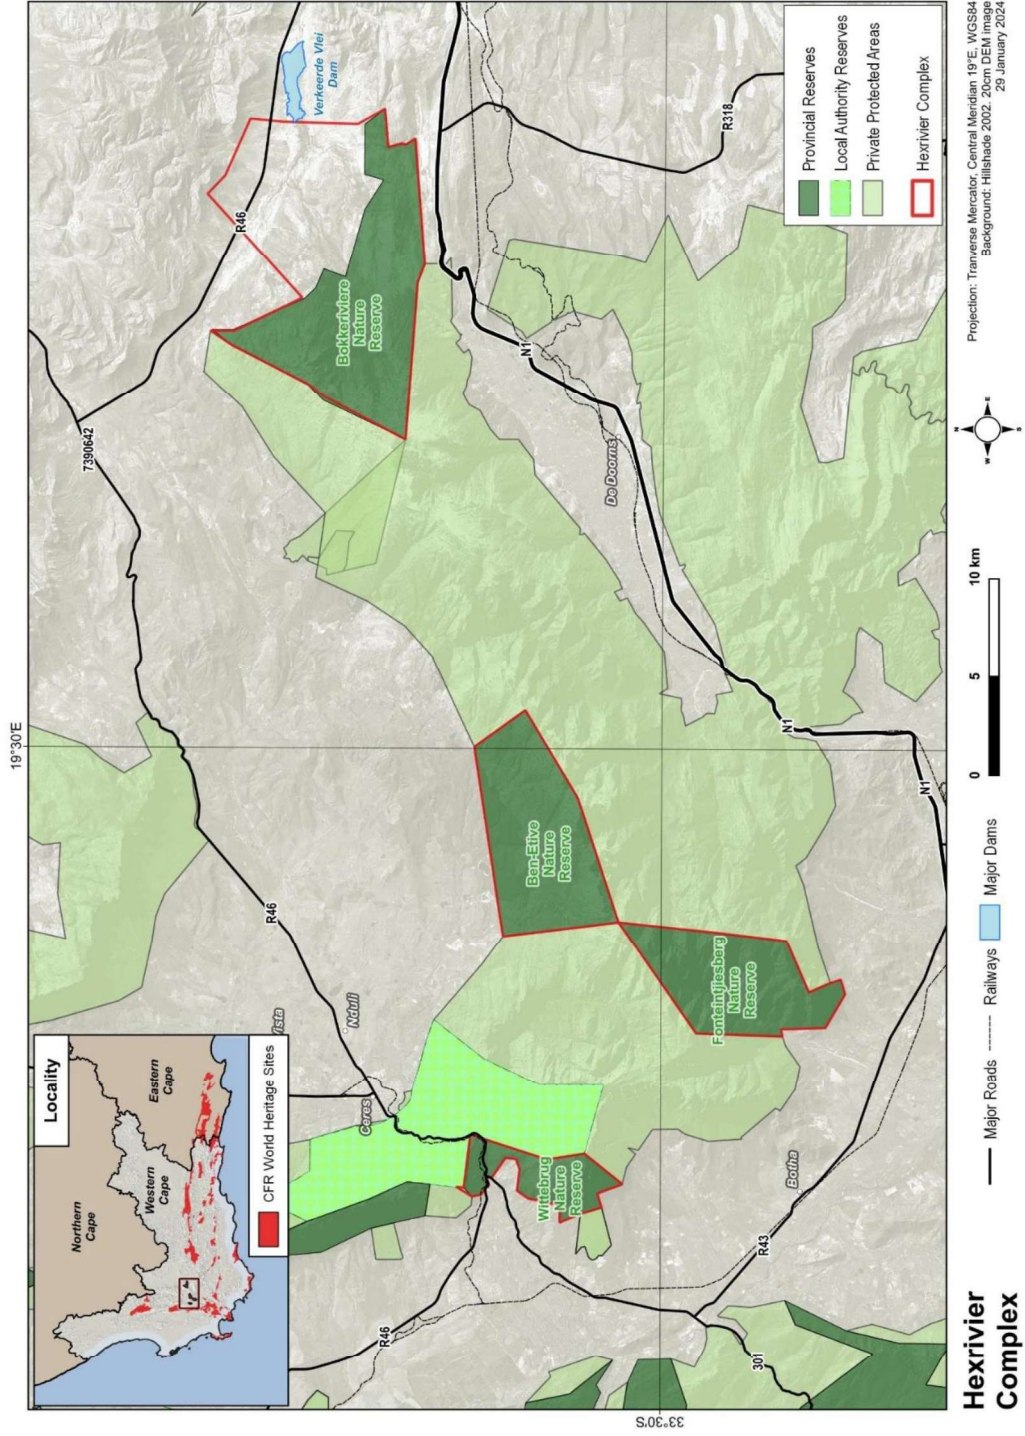 19°30'E
Locality
Northern
Cape
Western
Cape
Eastern
Cape
CFR World Heritage Sites
ista
Nduli
Ceres
R46
R46
7390642
R46
Verkeerde Vlei
Dam
Bokkeriviere
Nature
Reserve
Ben-Etive
Nature
Reserve
Wittebrug
Nature
Reserve
Fonteintjiesberg
Nature
Reserve
De Doorns
N1
N1
N1
R318
Botha
R43
301
33°30'S
Provincial Reserves
Local Authority Reserves
Private Protected Areas
Hexrivier Complex
Hexrivier
Complex
Major Roads
Railways
Major Dams
0 5 10 km
N
W
E
S
Projection: Tranverse Mercator, Central Meridian 19°E, WGS84
Background: Hillshade 2002. 20cm DEM image
29 January 2024